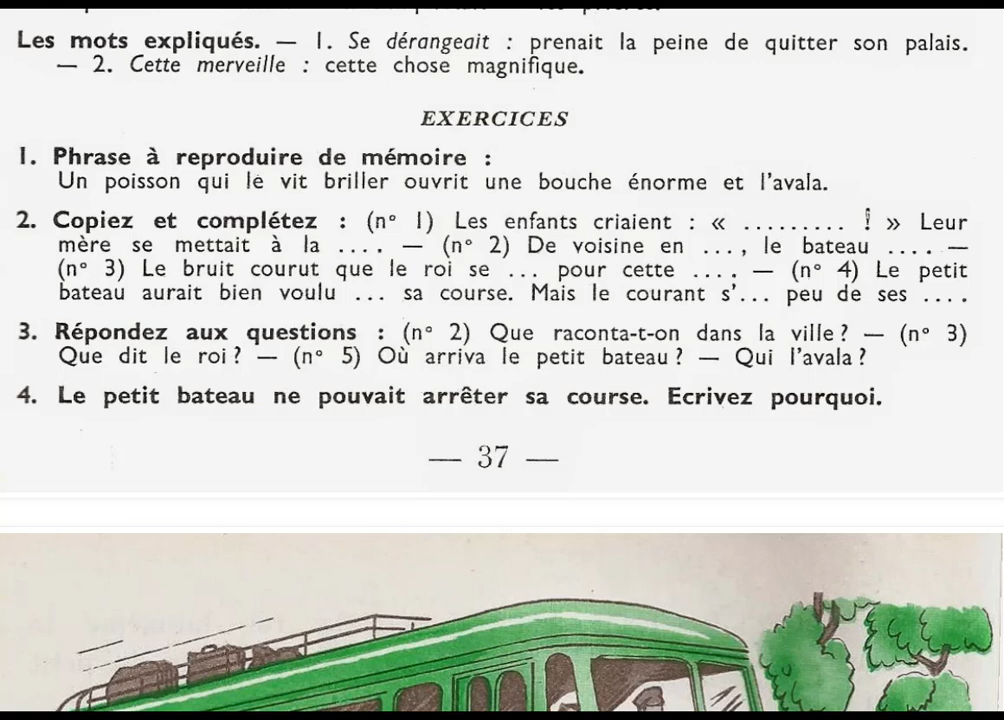 Les mots expliqués. — 1. Se dérangeait : prenait la peine de quitter son palais.
— 2. Cette merveille : cette chose magnifique.
EXERCICES
1. Phrase à reproduire de mémoire :
Un poisson qui le vit briller ouvrit une bouche énorme et l'avala.
2. Copiez et complétez : (n° 1) Les enfants criaient : « ......... ! » Leur
mère se mettait à la .... — (n° 2) De voisine en ..., le bateau .... —
(n° 3) Le bruit courut que le roi se ... pour cette .... — (n° 4) Le petit
bateau aurait bien voulu ... sa course. Mais le courant s'... peu de ses ....
3. Répondez aux questions : (n° 2) Que raconta-t-on dans la ville ? — (n° 3)
Que dit le roi ? — (n° 5) Où arriva le petit bateau ? — Qui l'avala ?
4. Le petit bateau ne pouvait arrêter sa course. Ecrivez pourquoi.
— 37 —